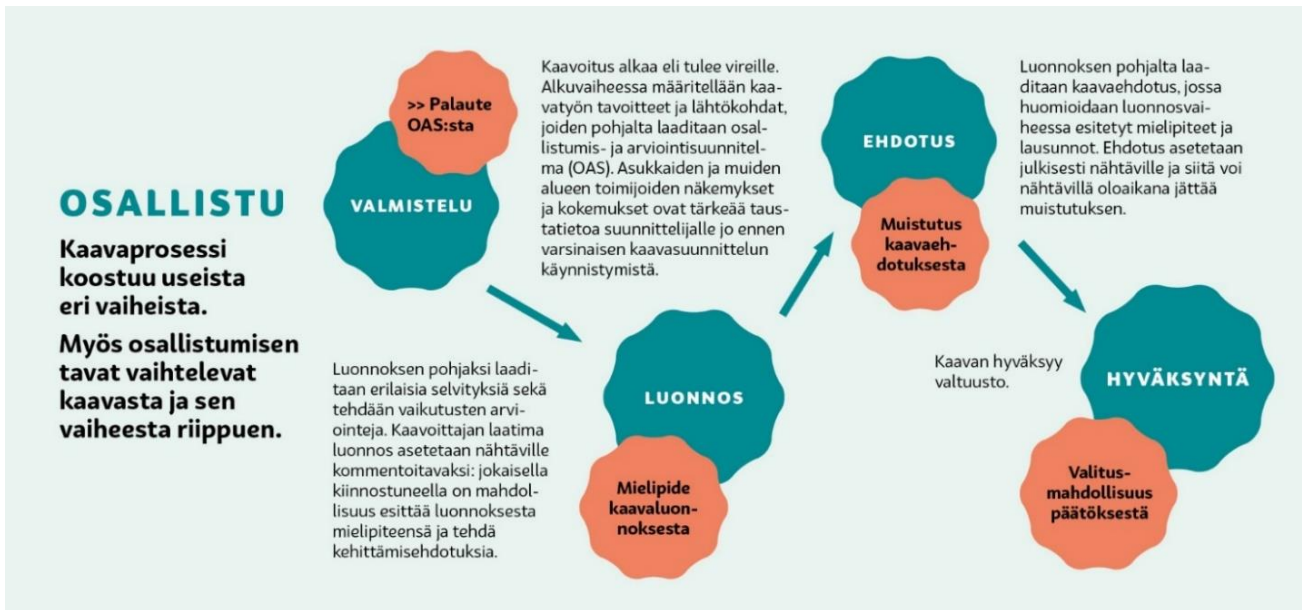 OSALLISTU
Kaavaprosessi
koostuu useista
eri vaiheista.
Myös osallistumisen
tavat vaihtelevat
kaavasta ja sen
vaiheesta riippuen.
>> Palaute
OAS:sta
VALMISTELU
Kaavoitus alkaa eli tulee vireille.
Alkuvaiheessa määritellään kaa-
vatyön tavoitteet ja lähtökohdat,
joiden pohjalta laaditaan osal-
listumis- ja arviointisuunnitel-
ma (OAS). Asukkaiden ja muiden
alueen toimijoiden näkemykset
ja kokemukset ovat tärkeää taus-
tatietoa suunnittelijalle jo ennen
varsinaisen kaavasuunnittelun
käynnistymistä.
Luonnoksen pohjaksi laadi-
taan erilaisia selvityksiä sekä
tehdään vaikutusten arvi-
ointeja. Kaavoittajan laatima
luonnos asetetaan nähtäville
kommentoitavaksi: jokaisella
kiinnostuneella on mahdol-
lisuus esittää luonnoksesta
mielipiteensä ja tehdä
kehittämisehdotuksia.
LUONNOS
Mielipide
kaavaluon-
noksesta
EHDOTUS
Muistutus
kaavaeh-
dotuksesta
Luonnoksen pohjalta laa-
ditaan kaavaehdotus, jossa
huomioidaan luonnosvai-
heessa esitetyt mielipiteet ja
lausunnot. Ehdotus asetetaan
julkisesti nähtäville ja siitä voi
nähtävillä oloaikana jättää
muistutuksen.
Kaavan hyväksyy
valtuusto.
HYVÄKSYNTÄ
Valitus-
mahdollisuus
päätöksestä